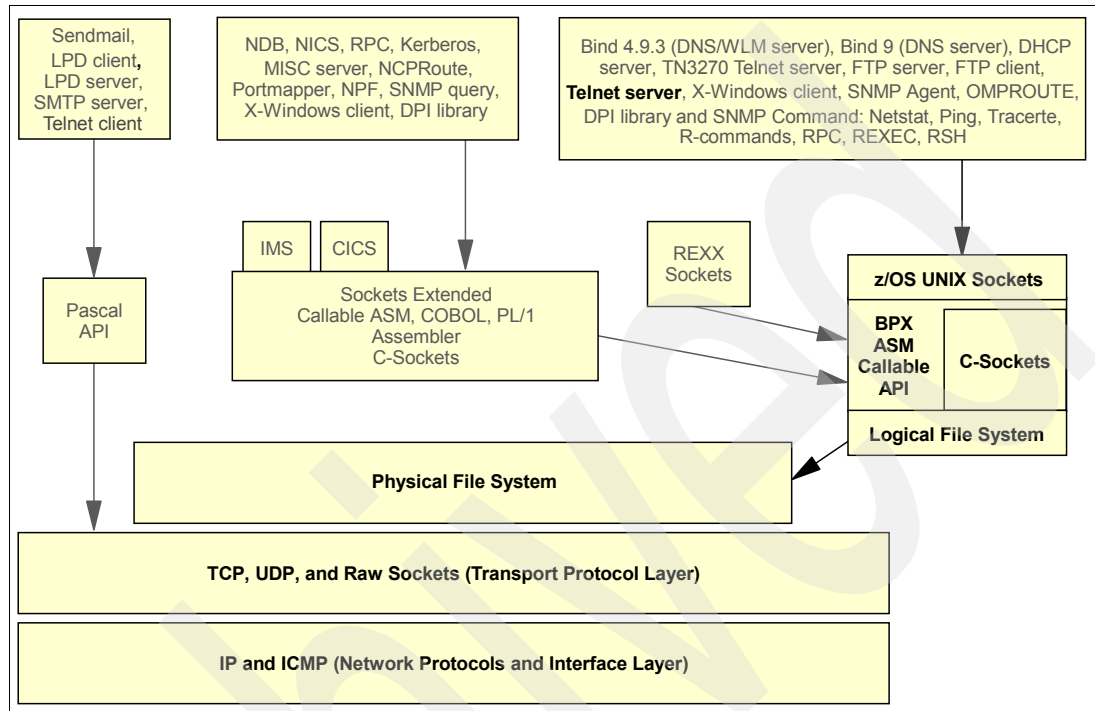 Sendmail,
LPD client,
LPD server,
SMTP server,
Telnet client
NDB, NICS, RPC, Kerberos,
MISC server, NCPRoute,
Portmapper, NPF, SNMP query,
X-Windows client, DPI library
Bind 4.9.3 (DNS/WLM server), Bind 9 (DNS server), DHCP
server, TN3270 Telnet server, FTP server, FTP client,
Telnet server, X-Windows client, SNMP Agent, OMPROUTE,
DPI library and SNMP Command: Netstat, Ping, Tracerte,
R-commands, RPC, REXEC, RSH
IMS
CICS
REXX
Sockets
Pascal
API
Sockets Extended
Callable ASM, COBOL, PL/1
Assembler
C-Sockets
z/OS UNIX Sockets
BPX
ASM
Callable
API
C-Sockets
Logical File System
Physical File System
TCP, UDP, and Raw Sockets (Transport Protocol Layer)
IP and ICMP (Network Protocols and Interface Layer)
hived